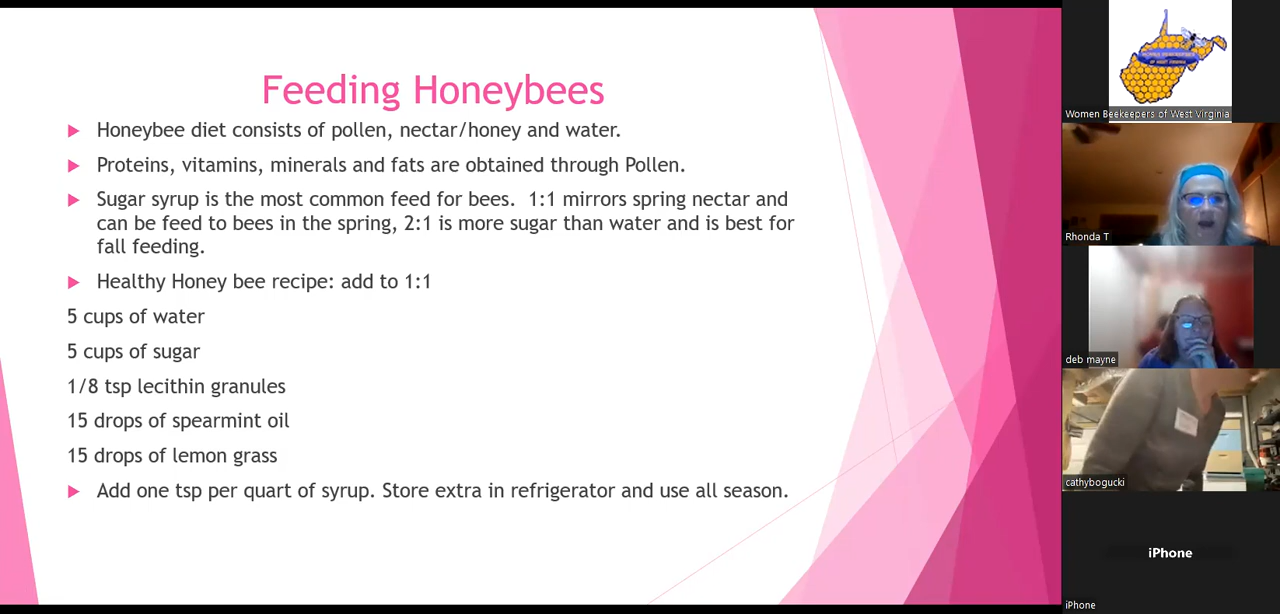 Feeding Honeybees
Honeybee diet consists of pollen, nectar/honey and water.
Proteins, vitamins, minerals and fats are obtained through Pollen.
Sugar syrup is the most common feed for bees. 1:1 mirrors spring nectar and
can be feed to bees in the spring, 2:1 is more sugar than water and is best for
fall feeding.
Healthy Honey bee recipe: add to 1:1
5 cups of water
5 cups of sugar
1/8 tsp lecithin granules
15 drops of spearmint oil
15 drops of lemon grass
Add one tsp per quart of syrup. Store extra in refrigerator and use all season.
Women Beekeepers of West Virginia
Rhonda T
deb mayne
cathybogucki
iPhone
iPhone